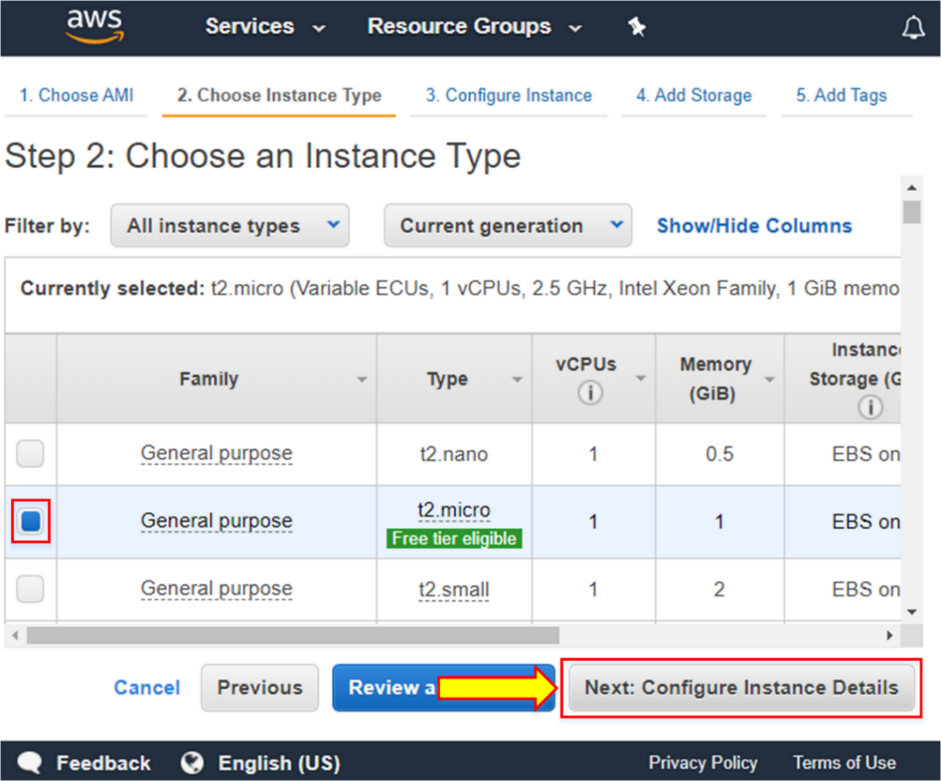 aws Services Resource Groups
1. Choose AMI 2. Choose Instance Type 3. Configure Instance 4. Add Storage 5. Add Tags
Step 2: Choose an Instance Type
Filter by: All instance types Current generation Show/Hide Columns
Currently selected: t2.micro (Variable ECUs, 1 vCPUs, 2.5 GHz, Intel Xeon Family, 1 GiB memo
Family Type vCPUs Memory (GiB) Instanc Storage (G
General purpose t2.nano 1 0.5 EBS on
General purpose t2.micro 1 1 EBS on
Free tier eligible
General purpose t2.small 1 2 EBS on
Cancel Previous Review a Next: Configure Instance Details
Feedback English (US) Privacy Policy Terms of Use